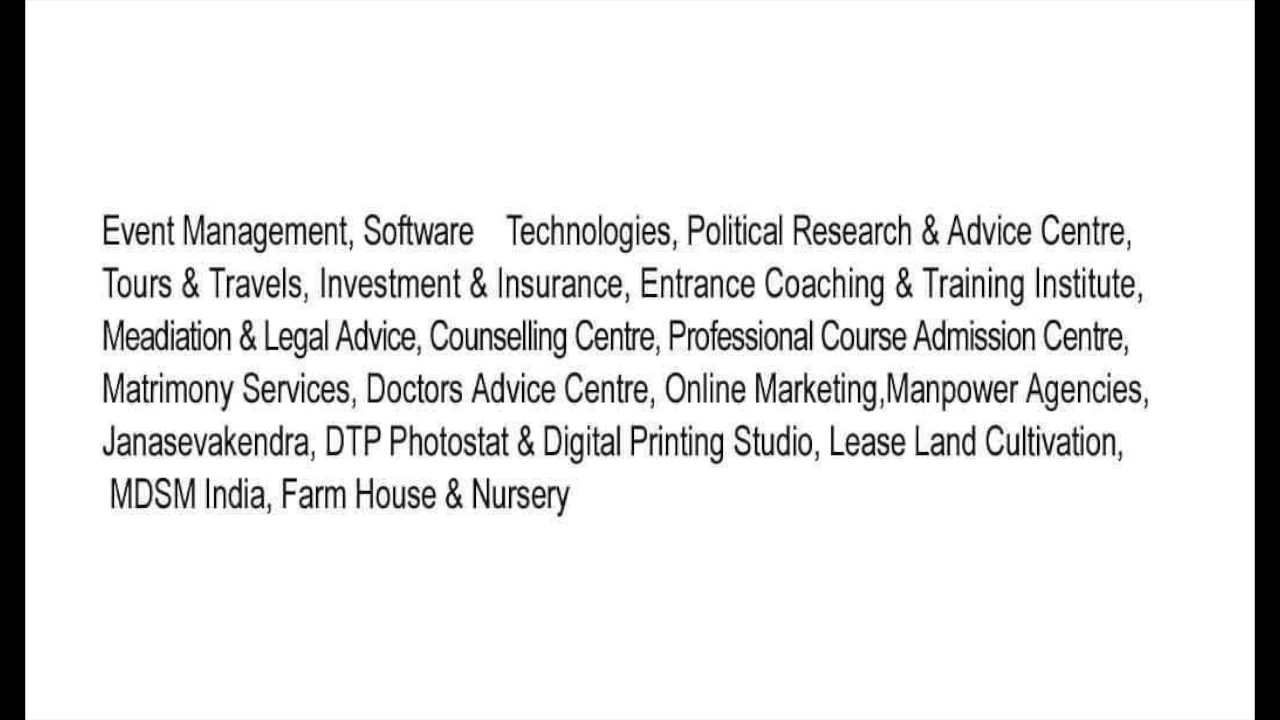 Event Management, Software    Technologies, Political Research & Advice Centre,
Tours & Travels, Investment & Insurance, Entrance Coaching & Training Institute,
Meadiation & Legal Advice, Counselling Centre, Professional Course Admission Centre,
Matrimony Services, Doctors Advice Centre, Online Marketing,Manpower Agencies,
Janasevakendra, DTP Photostat & Digital Printing Studio, Lease Land Cultivation,
MDSM India, Farm House & Nursery